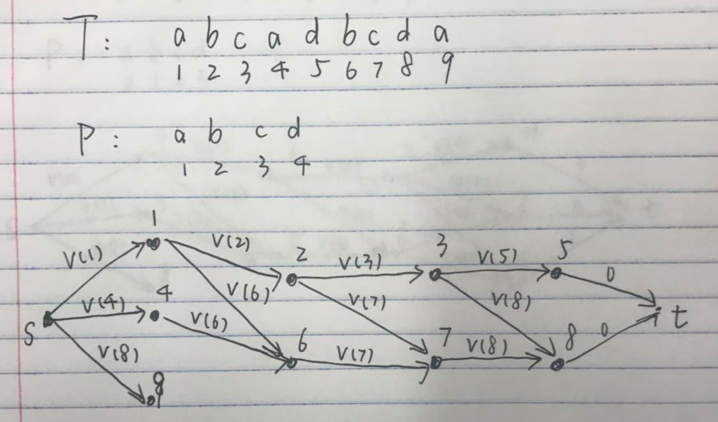 T: a b c a d b c d a
1 2 3 4 5 6 7 8 9
P: a b c d
1 2 3 4
1
V(1) V(2) 2 V(3) 3 V(5) 5 0
S V(4) 4 V(6) V(6) V(7) V(8) t
V(8) 6 V(7) 7 V(8) 8 0
9